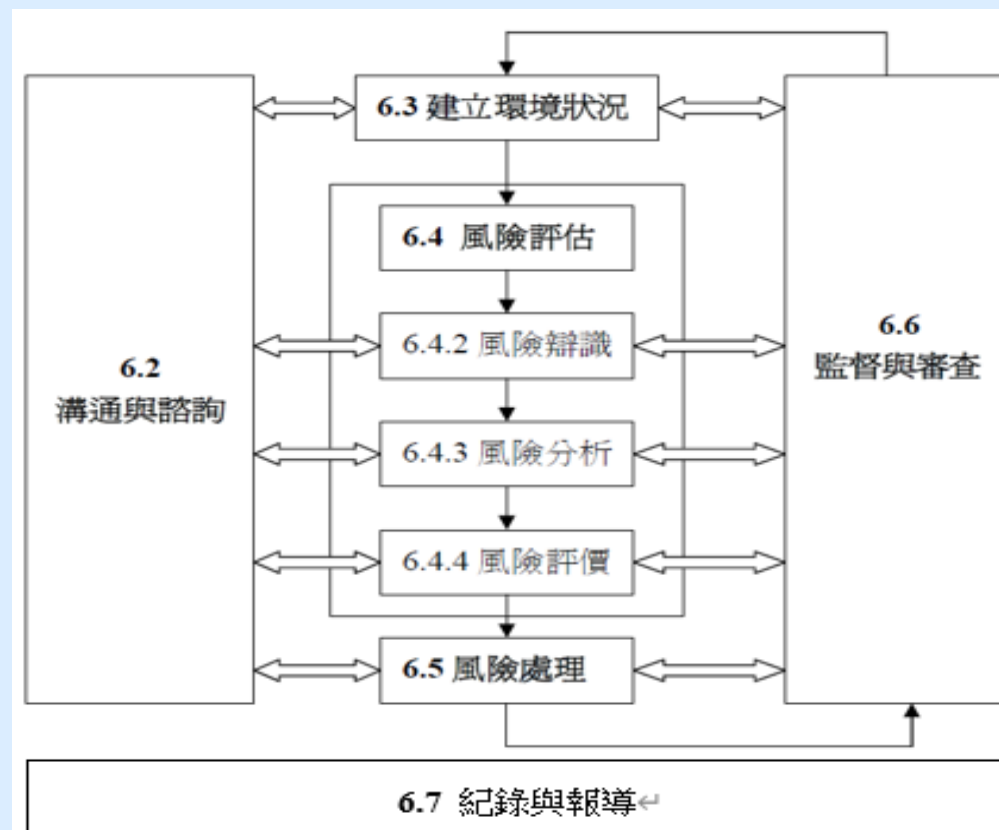 6.3 建立環境狀況
6.4 風險評估
6.4.2 風險辯識
6.2
溝通與諮詢
6.6
監督與審查
6.4.3 風險分析
6.4.4 風險評價
6.5 風險處理
6.7 紀錄與報導↵